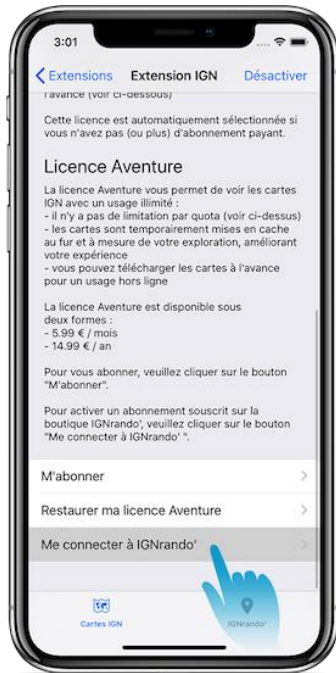 3:01
Extensions
Extension IGN
Désactiver
l'avance (voir ci-dessous)
Cette licence est automatiquement sélectionnée si
vous n'avez pas (ou plus) d'abonnement payant.
Licence Aventure
La licence Aventure vous permet de voir les cartes
IGN avec un usage illimité :
- il n'y a pas de limitation par quota (voir ci-dessus)
- les cartes sont temporairement mises en cache
au fur et à mesure de votre exploration, améliorant
votre expérience
- vous pouvez télécharger les cartes à l'avance
pour un usage hors ligne
La licence Aventure est disponible sous
deux formes :
- 5.99 € / mois
- 14.99 € / an
Pour vous abonner, veuillez cliquer sur le bouton
"M'abonner".
Pour activer un abonnement souscrit sur la
boutique IGNrando', veuillez cliquer sur le bouton
"Me connecter à IGNrando' ".
M'abonner
Restaurer ma licence Aventure
Me connecter à IGNrando'
Cartes IGN
IGNrando'